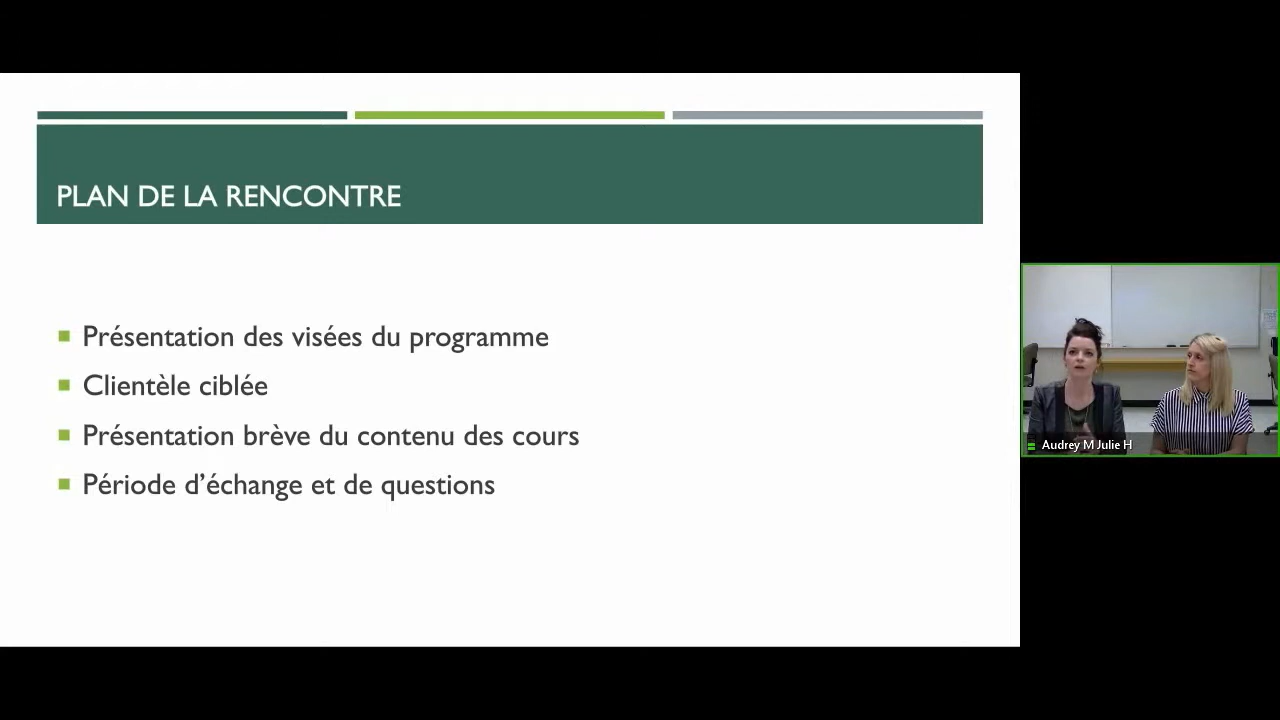 PLAN DE LA RENCONTRE
Présentation des visées du programme
Clientèle ciblée
Présentation brève du contenu des cours
Période d’échange et de questions
Audrey M Julie H